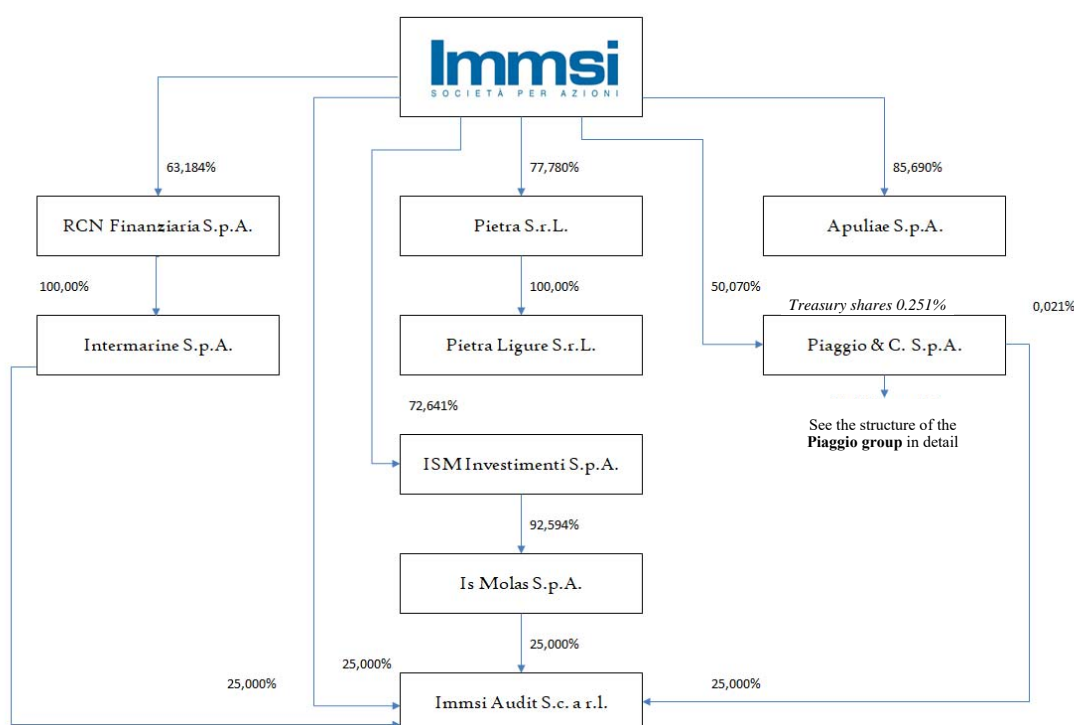 Immsi
SOCIETÀ PER AZIONI
63,184%
77,780%
85,690%
RCN Finanziaria S.p.A.
Pietra S.r.L.
Apuliae S.p.A.
100,00%
100,00%
50,070%
Treasury shares 0.251%
0,021%
Intermarine S.p.A.
Pietra Ligure S.r.L.
Piaggio & C. S.p.A.
72,641%
See the structure of the
Piaggio group in detail
ISM Investimenti S.p.A.
92,594%
Is Molas S.p.A.
25,000%
25,000%
25,000%
25,000%
Immsi Audit S.c. a r.l.